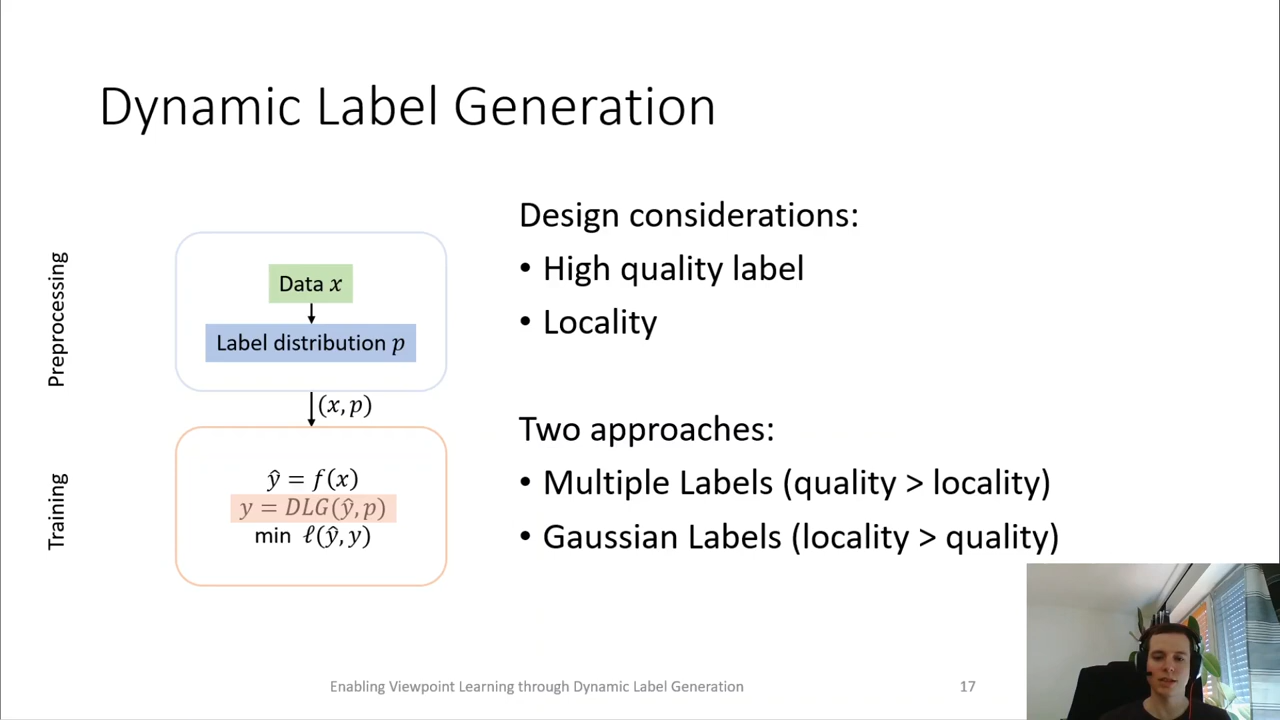 Dynamic Label Generation
Preprocessing
Data x
Label distribution p
(x, p)
Training
ŷ = f(x)
y = DLG(ŷ, p)
min ℓ(ŷ, y)
Design considerations:
• High quality label
• Locality
Two approaches:
• Multiple Labels (quality > locality)
• Gaussian Labels (locality > quality)
Enabling Viewpoint Learning through Dynamic Label Generation
17